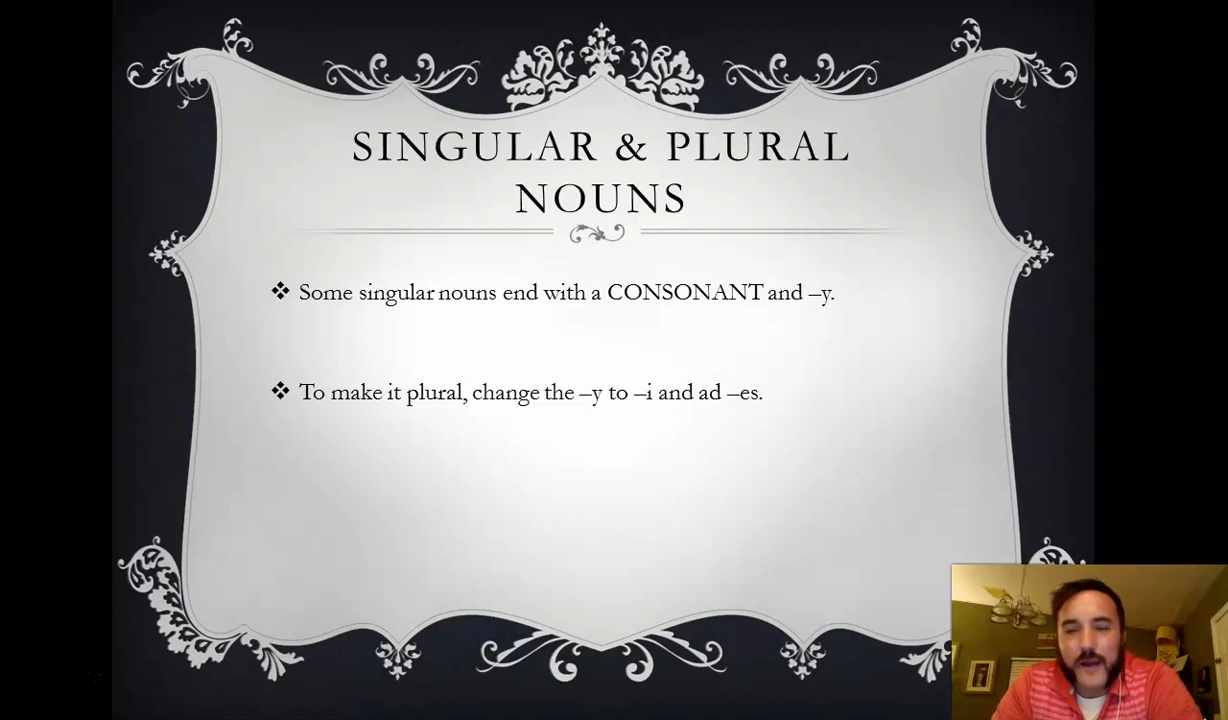 SINGULAR & PLURAL
NOUNS
Some singular nouns end with a CONSONANT and –y.
To make it plural, change the –y to –i and ad –es.